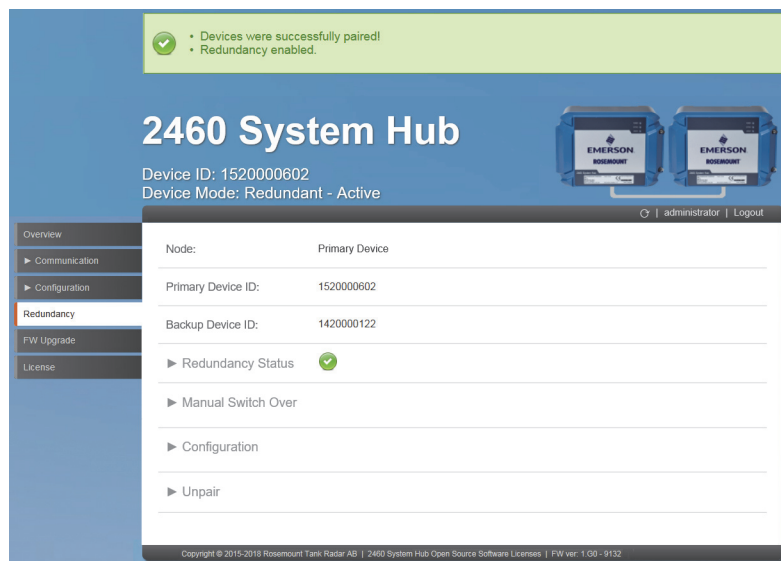 • Devices were successfully paired!
• Redundancy enabled.
2460 System Hub
Device ID: 1520000602
Device Mode: Redundant - Active
EMERSON
ROSEMOUNT
EMERSON
ROSEMOUNT
| administrator | Logout
Overview
► Communication
► Configuration
Redundancy
FW Upgrade
License
Node: Primary Device
Primary Device ID: 1520000602
Backup Device ID: 1420000122
► Redundancy Status
► Manual Switch Over
► Configuration
► Unpair
Copyright © 2015-2018 Rosemount Tank Radar AB | 2460 System Hub Open Source Software Licenses | FW ver: 1.G0 - 9132